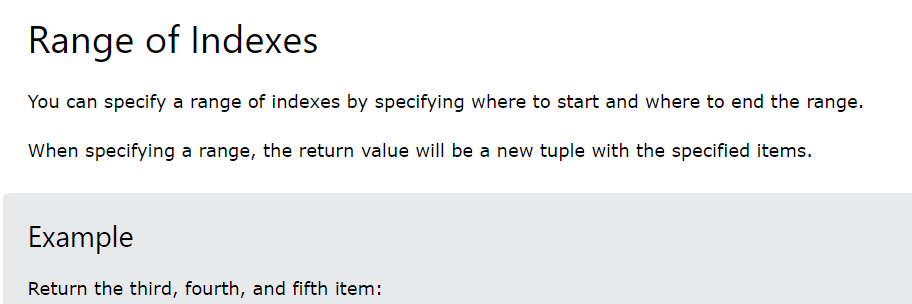 Range of Indexes
You can specify a range of indexes by specifying where to start and where to end the range.
When specifying a range, the return value will be a new tuple with the specified items.
Example
Return the third, fourth, and fifth item: